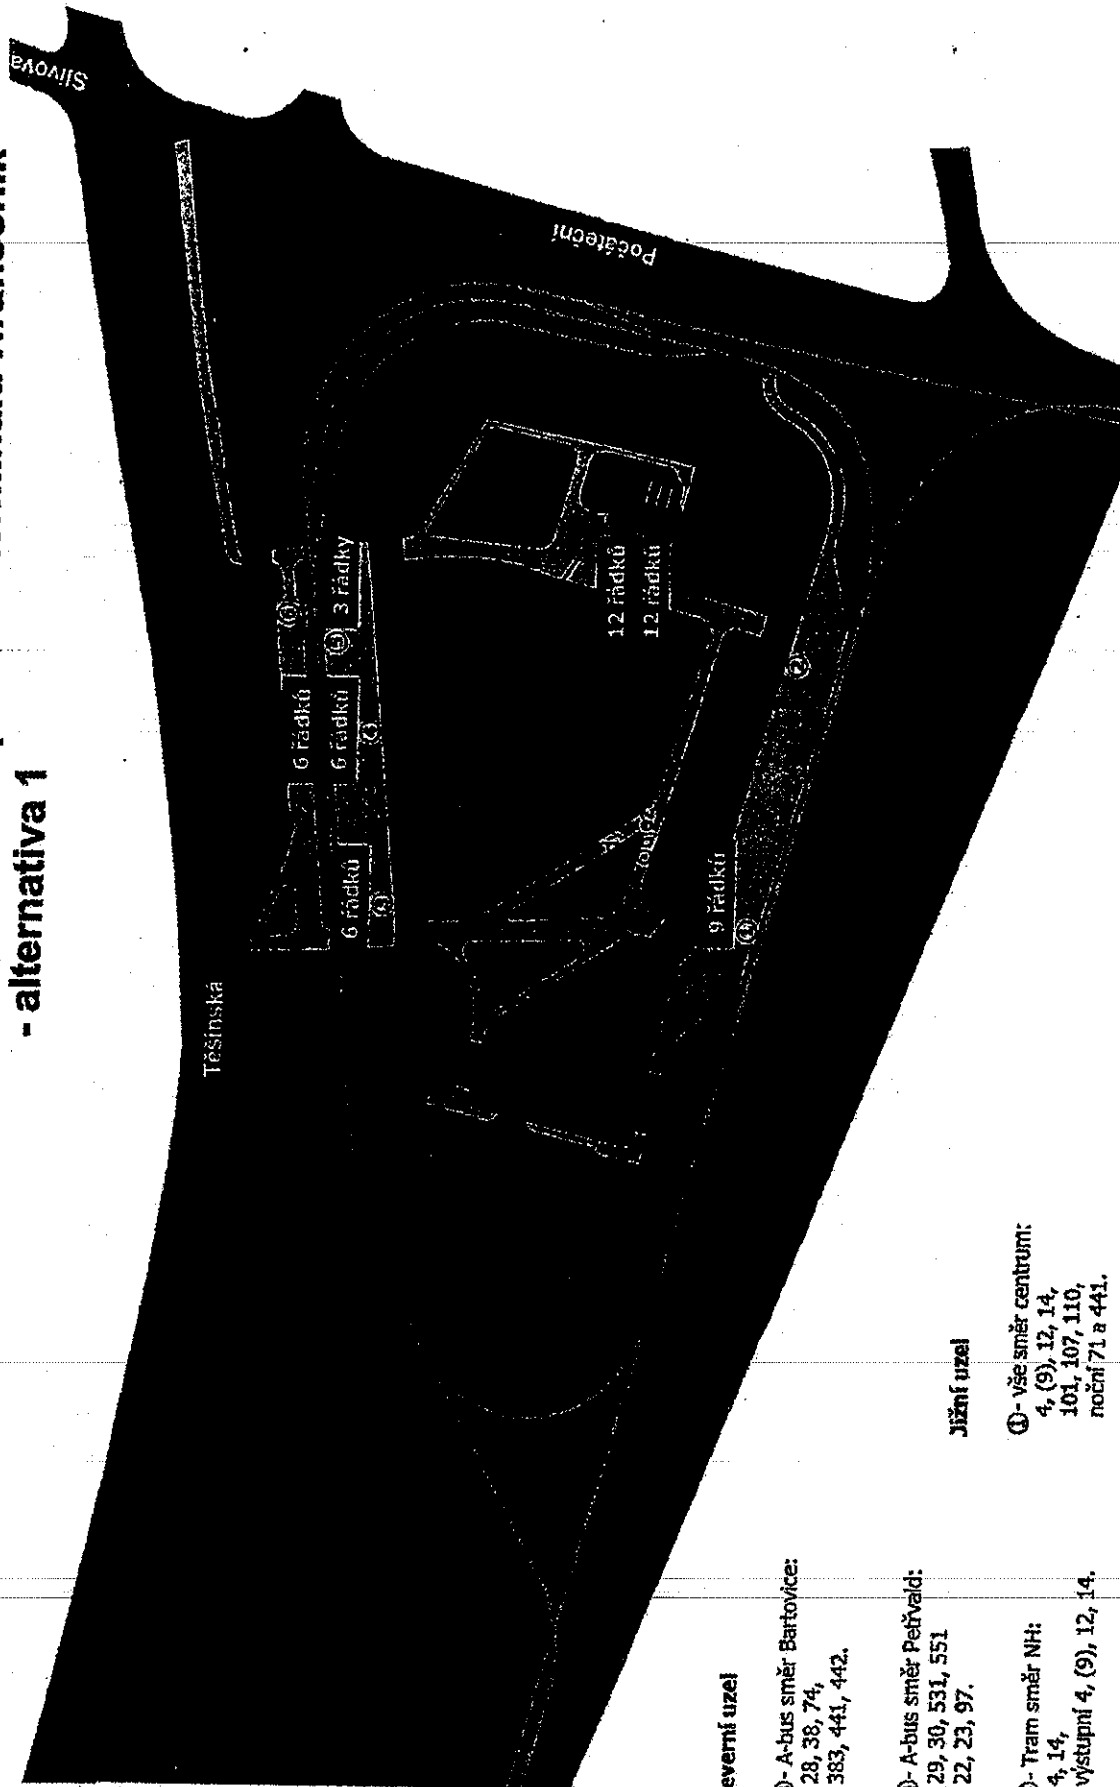 - alternativa 1
Slívova
Těšínská
Počáteční
6 řádků
6 řádků
3 řádky
6 řádků
12 řádků
12 řádků
9 řádků
everní uzel
)- A-bus směr Bartovice:
28, 38, 74,
383, 441, 442.
)- A-bus směr Petřvald:
29, 30, 531, 551
22, 23, 97.
)- Tram směr NH:
4, 14,
výstupní 4, (9), 12, 14.
Jižní uzel
①- vše směr centrum:
4, (9), 12, 14,
101, 107, 110,
noční 71 a 441.